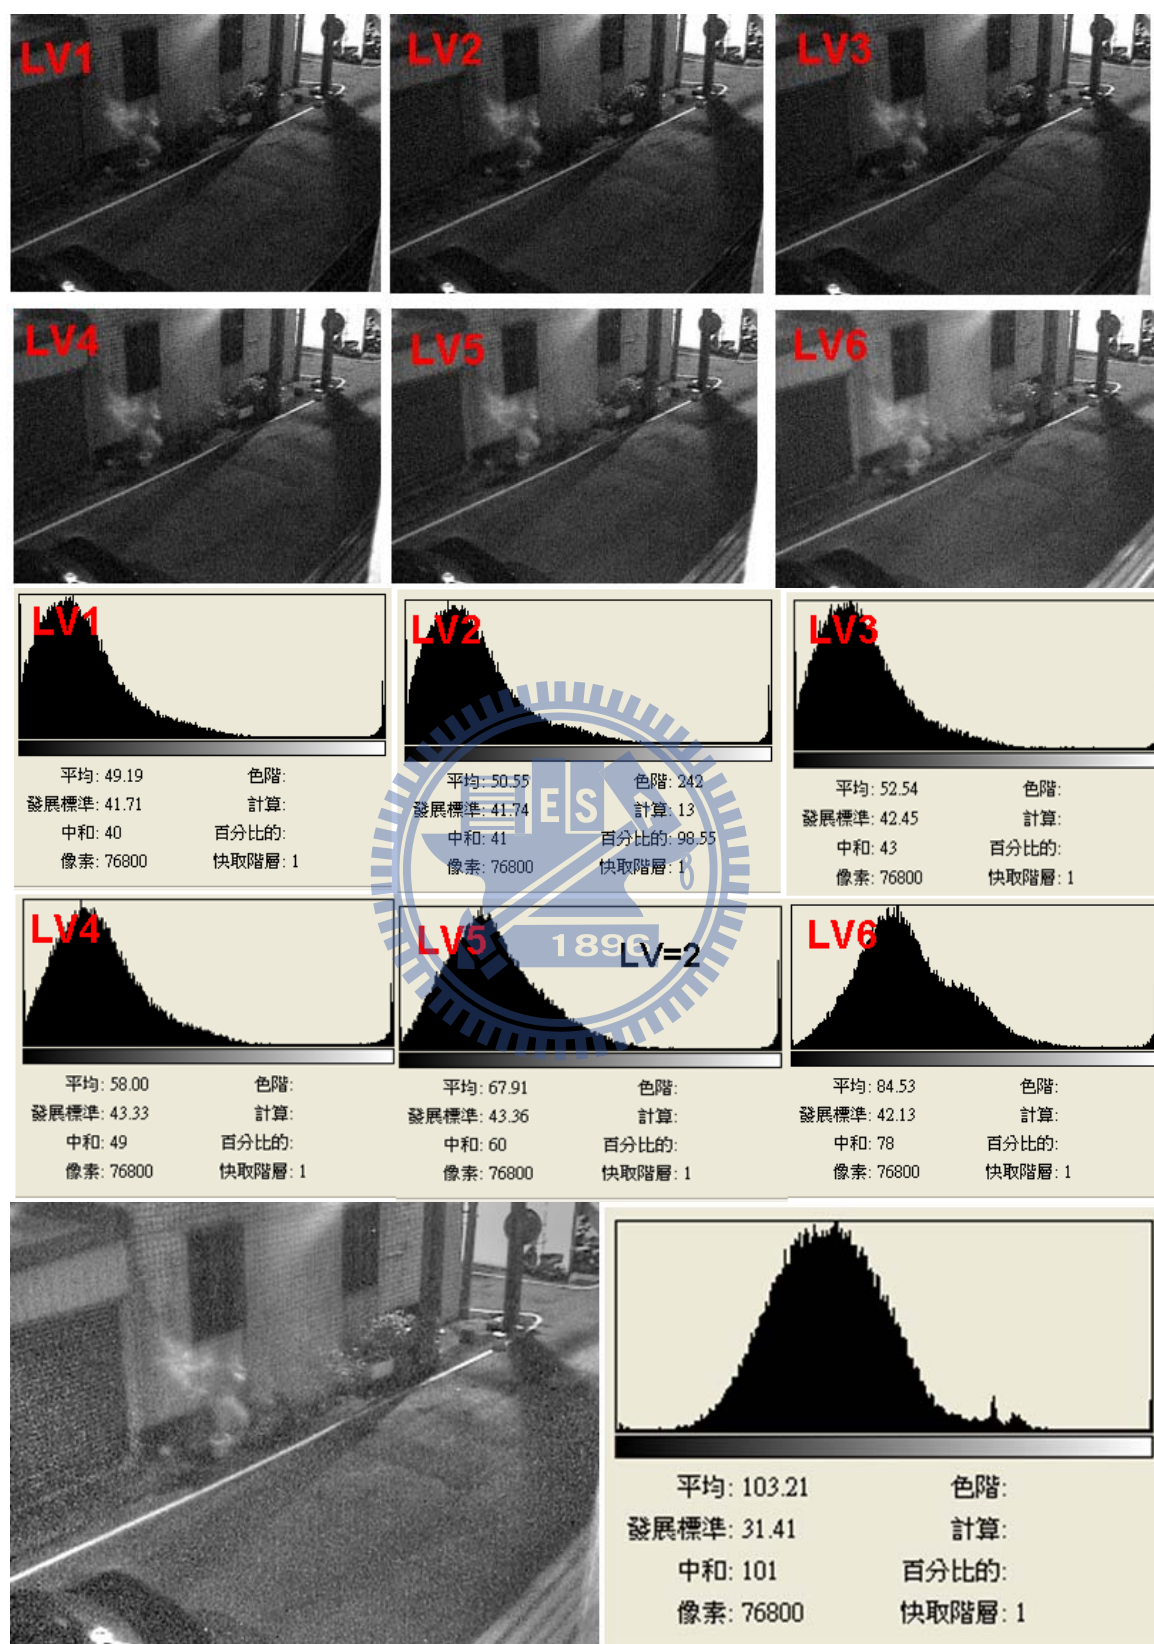 LV1
LV2
LV3
LV4
LV5
LV6
LV1
平均: 49.19 色階:
發展標準: 41.71 計算:
中和: 40 百分比的:
像素: 76800 快取階層: 1
LV2
平均: 50.55 色階: 242
發展標準: 41.74 計算: 13
中和: 41 百分比的: 98.55
像素: 76800 快取階層: 1
LV3
平均: 52.54 色階:
發展標準: 42.45 計算:
中和: 43 百分比的:
像素: 76800 快取階層: 1
ES
8
1896
LV4
平均: 58.00 色階:
發展標準: 43.33 計算:
中和: 49 百分比的:
像素: 76800 快取階層: 1
LV5
LV=2
平均: 67.91 色階:
發展標準: 43.36 計算:
中和: 60 百分比的:
像素: 76800 快取階層: 1
LV6
平均: 84.53 色階:
發展標準: 42.13 計算:
中和: 78 百分比的:
像素: 76800 快取階層: 1
平均: 103.21 色階:
發展標準: 31.41 計算:
中和: 101 百分比的:
像素: 76800 快取階層: 1